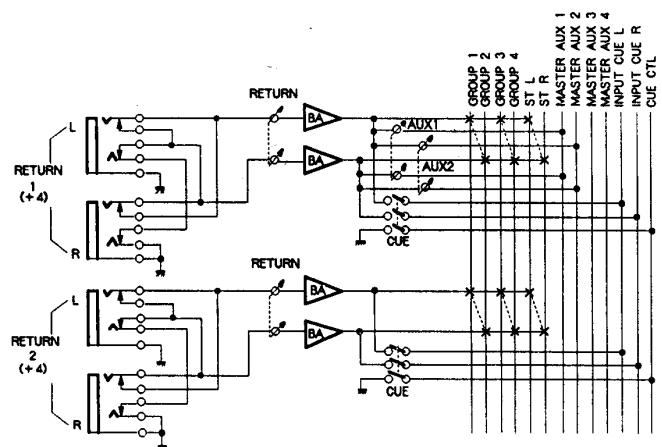 GROUP 1
GROUP 2
GROUP 3
GROUP 4
ST L
ST R
MASTER AUX 1
MASTER AUX 2
MASTER AUX 3
MASTER AUX 4
INPUT CUE L
INPUT CUE R
CUE CTL
RETURN
L
BA
AUX1
BA
AUX2
RETURN
1
(+4)
CUE
R
RETURN
L
BA
BA
RETURN
2
(+4)
CUE
R